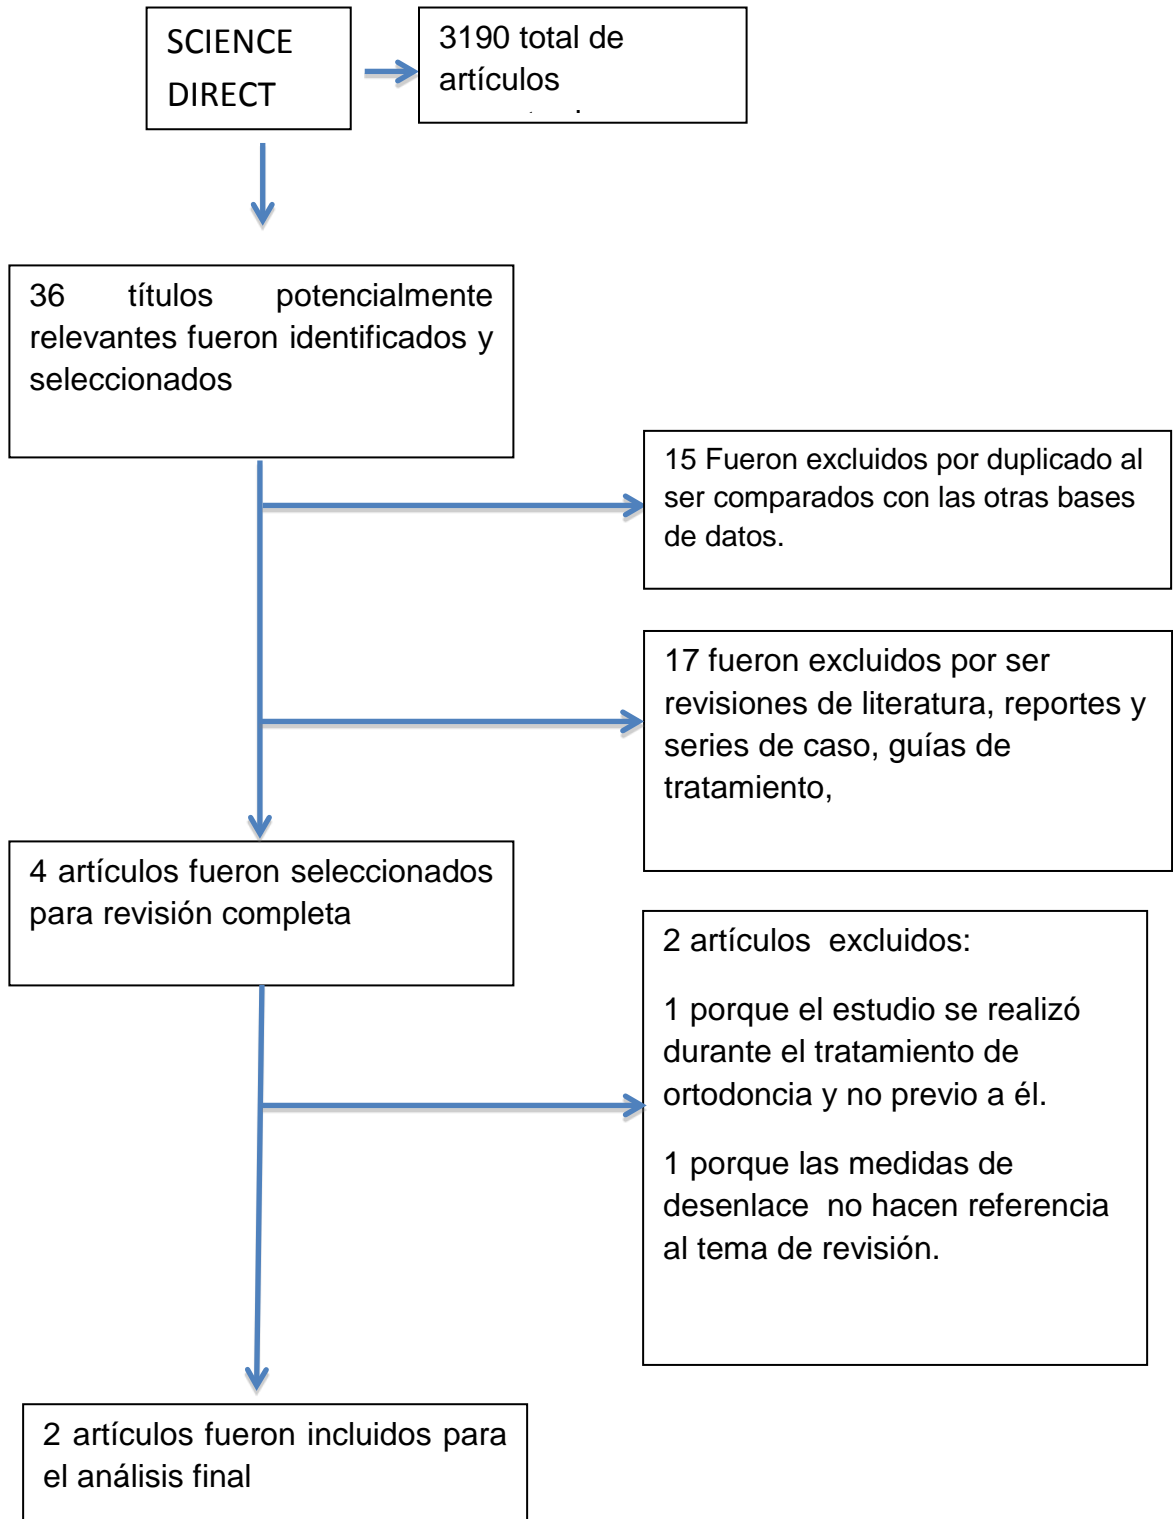 SCIENCE
DIRECT
3190 total de
artículos
36 títulos potencialmente
relevantes fueron identificados y
seleccionados
15 Fueron excluidos por duplicado al
ser comparados con las otras bases
de datos.
17 fueron excluidos por ser
revisiones de literatura, reportes y
series de caso, guías de
tratamiento,
4 artículos fueron seleccionados
para revisión completa
2 artículos excluidos:
1 porque el estudio se realizó
durante el tratamiento de
ortodoncia y no previo a él.
1 porque las medidas de
desenlace no hacen referencia
al tema de revisión.
2 artículos fueron incluidos para
el análisis final